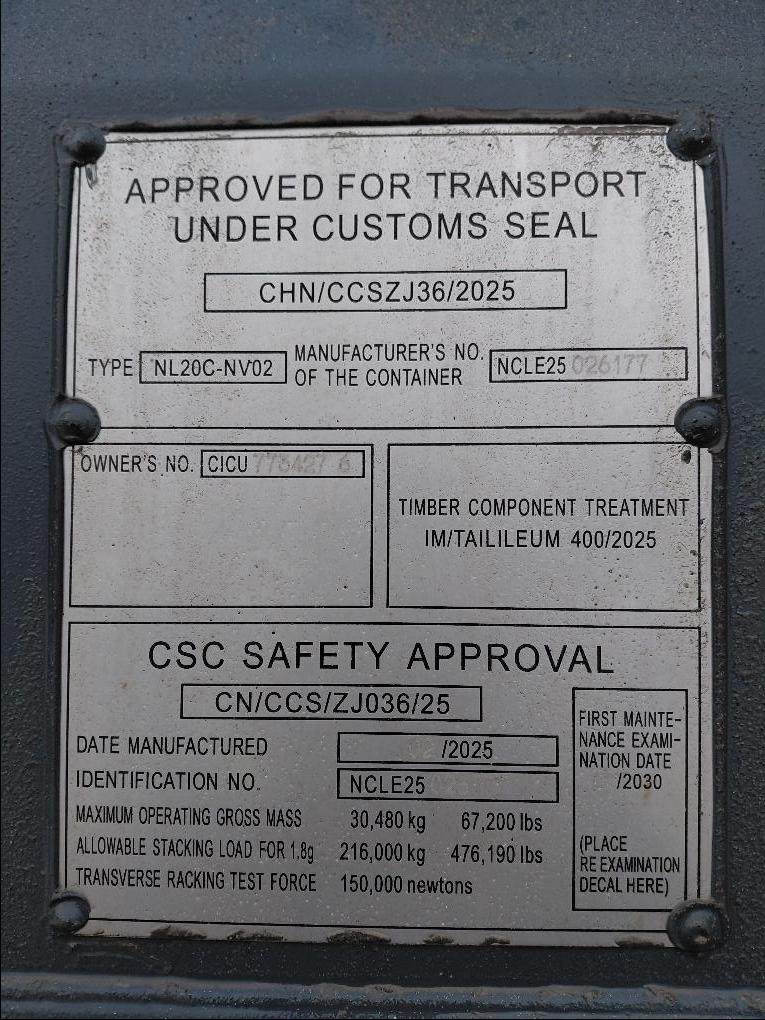 APPROVED FOR TRANSPORT
UNDER CUSTOMS SEAL
CHN/CCSZJ36/2025
TYPE NL20C-NV02
MANUFACTURER'S NO.
OF THE CONTAINER
NCLE25 026177
OWNER'S NO. CICU
TIMBER COMPONENT TREATMENT
IM/TAILILEUM 400/2025
CSC SAFETY APPROVAL
CN/CCS/ZJ036/25
DATE MANUFACTURED /2025
IDENTIFICATION NO. NCLE25
MAXIMUM OPERATING GROSS MASS 30,480 kg 67,200 lbs
ALLOWABLE STACKING LOAD FOR 1.8g 216,000 kg 476,190 lbs
TRANSVERSE RACKING TEST FORCE 150,000 newtons
FIRST MAINTE-
NANCE EXAMI-
NATION DATE
/2030
(PLACE
RE EXAMINATION
DECAL HERE)